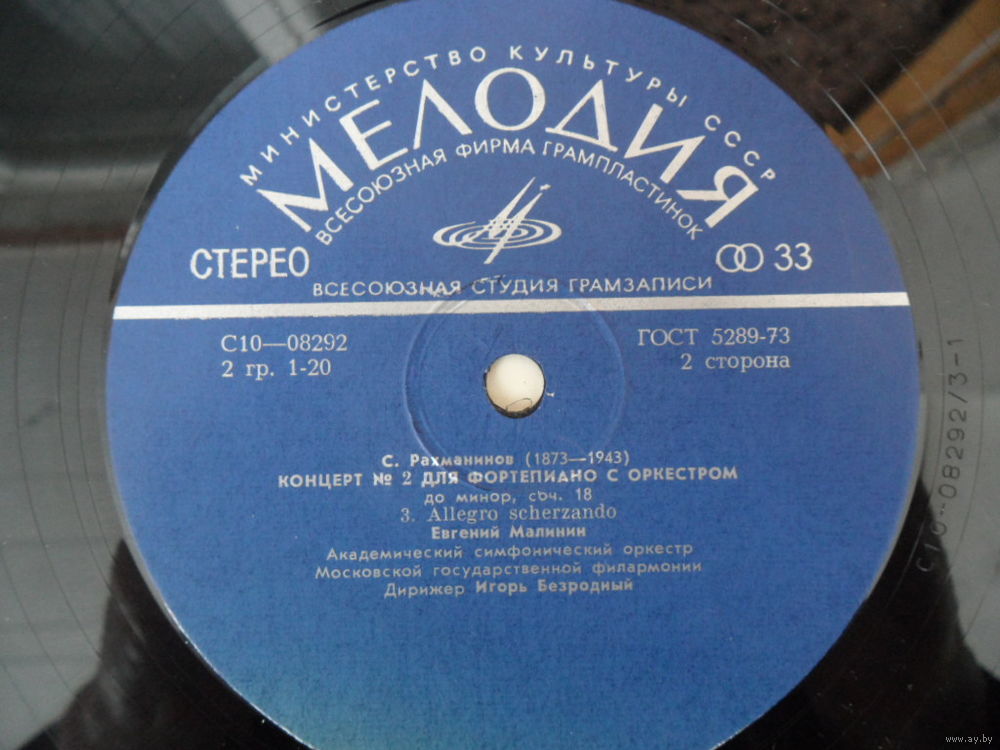 МИНИСТЕРСТВО КУЛЬТУРЫ СССР
МЕЛОДИЯ
ВСЕСОЮЗНАЯ ФИРМА ГРАМПЛАСТИНОК
СТЕРЕО
33
ВСЕСОЮЗНАЯ СТУДИЯ ГРАМЗАПИСИ
С10—08292
ГОСТ 5289-73
2 гр. 1-20
2 сторона
С. Рахманинов (1873—1943)
КОНЦЕРТ № 2 ДЛЯ ФОРТЕПИАНО С ОРКЕСТРОМ
до минор, соч. 18
3. Allegro scherzando
Евгений Малинин
Академический симфонический оркестр
Московской государственной филармонии
Дирижер Игорь Безродный
С10-08292/3-1
www.ay.by